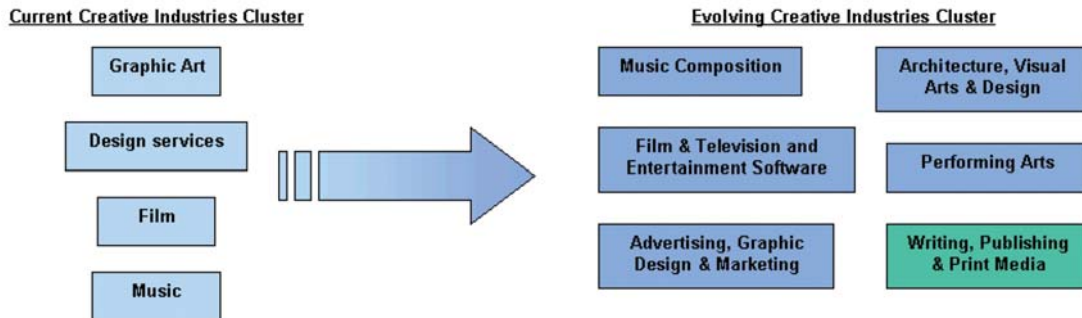 Current Creative Industries Cluster
Graphic Art
Design services
Film
Music
Evolving Creative Industries Cluster
Music Composition
Architecture, Visual
Arts & Design
Film & Television and
Entertainment Software
Performing Arts
Advertising, Graphic
Design & Marketing
Writing, Publishing
& Print Media